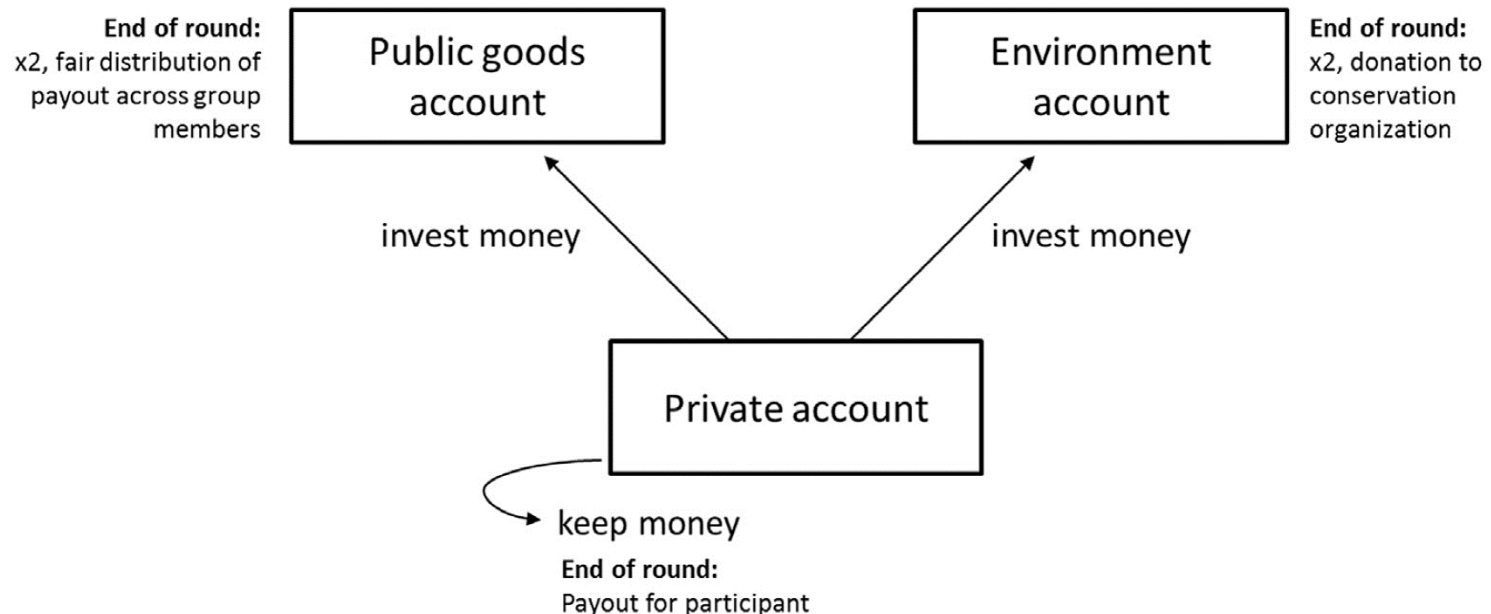 End of round:
x2, fair distribution of
payout across group
members
Public goods
account
Environment
account
End of round:
x2, donation to
conservation
organization
invest money
invest money
Private account
keep money
End of round:
Payout for participant